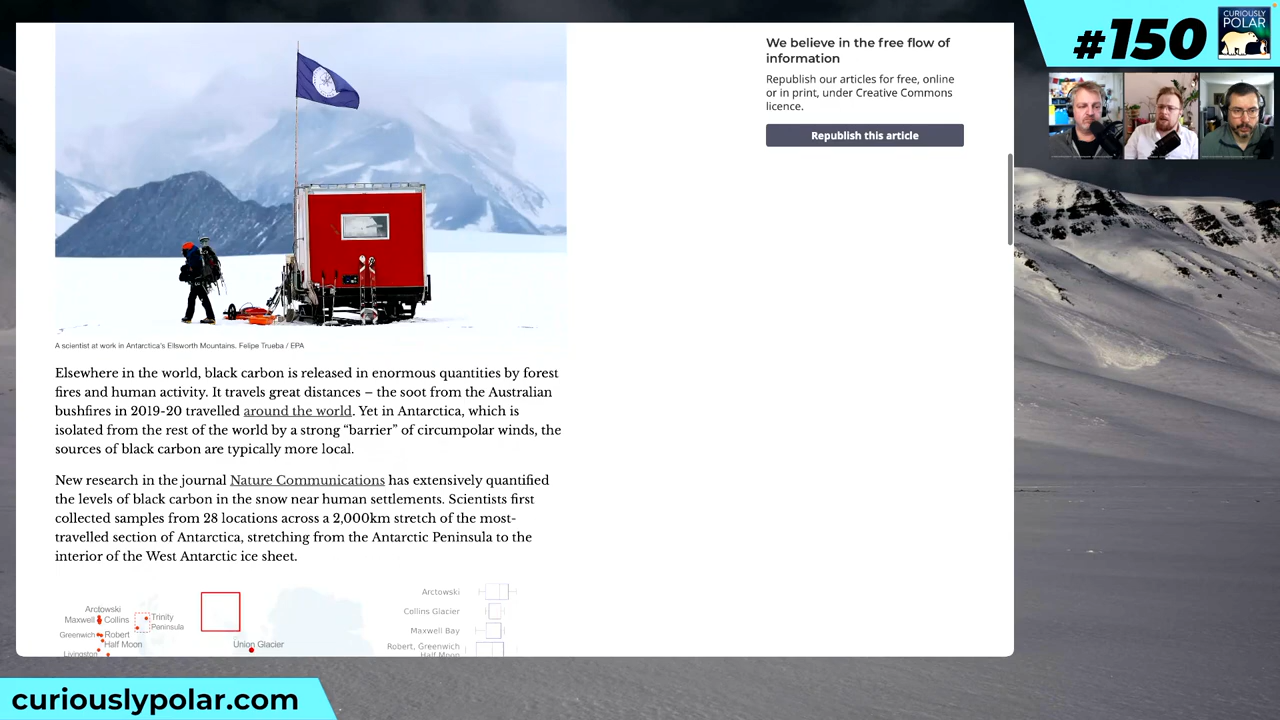 #150
CURIOUSLY
POLAR
We believe in the free flow of
information
Republish our articles for free, online
or in print, under Creative Commons
licence.
Republish this article
A scientist at work in Antarctica's Ellsworth Mountains. Felipe Trueba / EPA
Elsewhere in the world, black carbon is released in enormous quantities by forest
fires and human activity. It travels great distances – the soot from the Australian
bushfires in 2019-20 travelled around the world. Yet in Antarctica, which is
isolated from the rest of the world by a strong “barrier” of circumpolar winds, the
sources of black carbon are typically more local.
New research in the journal Nature Communications has extensively quantified
the levels of black carbon in the snow near human settlements. Scientists first
collected samples from 28 locations across a 2,000km stretch of the most-
travelled section of Antarctica, stretching from the Antarctic Peninsula to the
interior of the West Antarctic ice sheet.
Arctowski
Maxwell Collins
Trinity
Peninsula
Greenwich Robert
Half Moon
Livingston
Union Glacier
Arctowski
Collins Glacier
Maxwell Bay
Robert, Greenwich
Half Moon
curiouslypolar.com